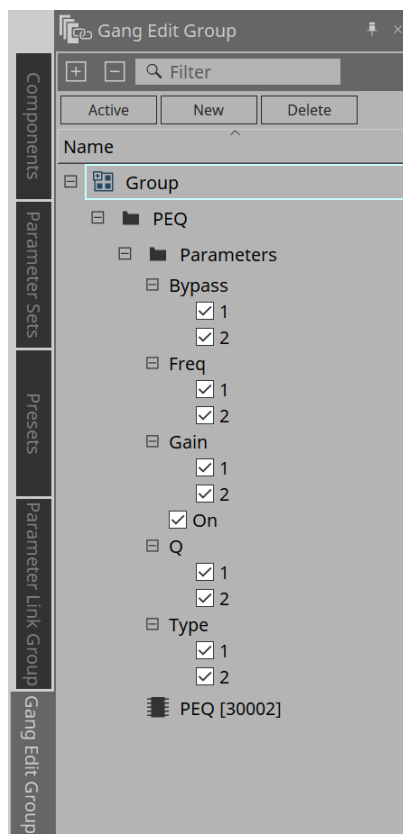 Gang Edit Group
Filter
Active New Delete
Name
Group
PEQ
Parameters
Bypass
1
2
Freq
1
2
Gain
1
2
On
Q
1
2
Type
1
2
PEQ [30002]
Components
Parameter Sets
Presets
Parameter Link Group
Gang Edit Group